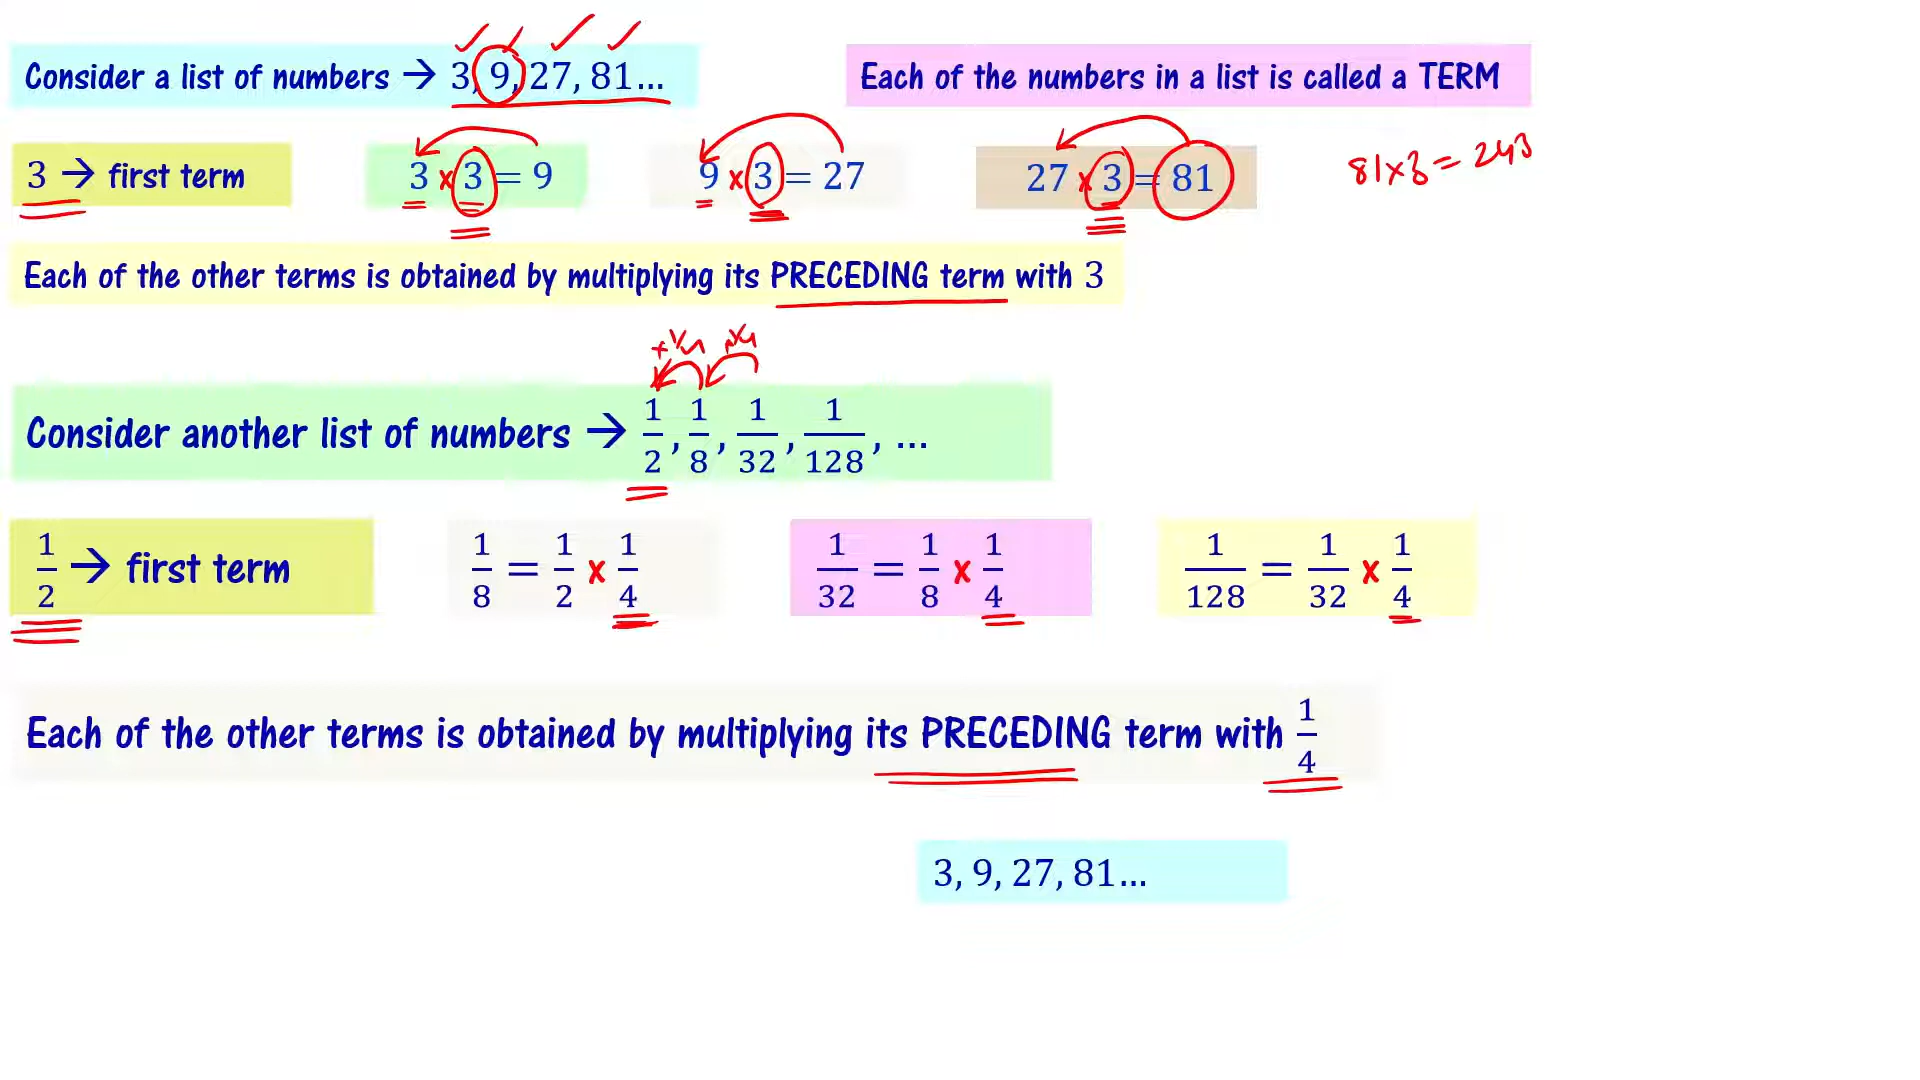 Consider a list of numbers → 3, 9, 27, 81...
Each of the numbers in a list is called a TERM
3 → first term
3 x 3 = 9
9 x 3 = 27
27 x 3 = 81
81x3 = 243
Each of the other terms is obtained by multiplying its PRECEDING term with 3
x 1/4 x 1/4
Consider another list of numbers → 1/2, 1/8, 1/32, 1/128, ...
1/2 → first term
1/8 = 1/2 x 1/4
1/32 = 1/8 x 1/4
1/128 = 1/32 x 1/4
Each of the other terms is obtained by multiplying its PRECEDING term with 1/4
3, 9, 27, 81...